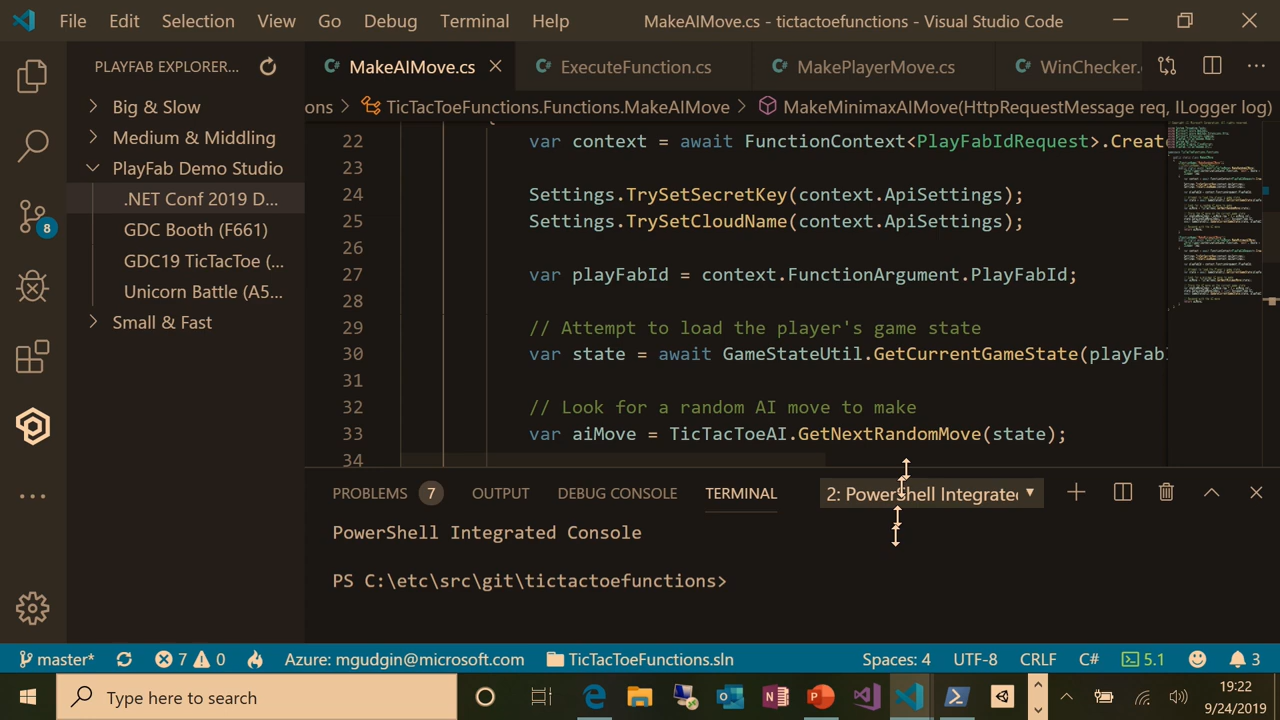 File Edit Selection View Go Debug Terminal Help MakeAIMove.cs - tictactoefunctions - Visual Studio Code
PLAYFAB EXPLORER...
Big & Slow
Medium & Middling
PlayFab Demo Studio
.NET Conf 2019 D...
GDC Booth (F661)
GDC19 TicTacToe (...
Unicorn Battle (A5...
Small & Fast
8
MakeAIMove.cs ExecuteFunction.cs MakePlayerMove.cs WinChecker.
ons > TicTacToeFunctions.Functions.MakeAIMove > MakeMinimaxAIMove(HttpRequestMessage req, ILogger log)
22 var context = await FunctionContext<PlayFabIdRequest>.Create
23
24 Settings.TrySetSecretKey(context.ApiSettings);
25 Settings.TrySetCloudName(context.ApiSettings);
26
27 var playFabId = context.FunctionArgument.PlayFabId;
28
29 // Attempt to load the player's game state
30 var state = await GameStateUtil.GetCurrentGameState(playFabI
31
32 // Look for a random AI move to make
33 var aiMove = TicTacToeAI.GetNextRandomMove(state);
34
PROBLEMS 7 OUTPUT DEBUG CONSOLE TERMINAL 2: PowerShell Integrated
PowerShell Integrated Console
PS C:\etc\src\git\tictactoefunctions>
master* 7 0 Azure: mgudgin@microsoft.com TicTacToeFunctions.sln Spaces: 4 UTF-8 CRLF C# 5.1 3
Type here to search
19:22
9/24/2019